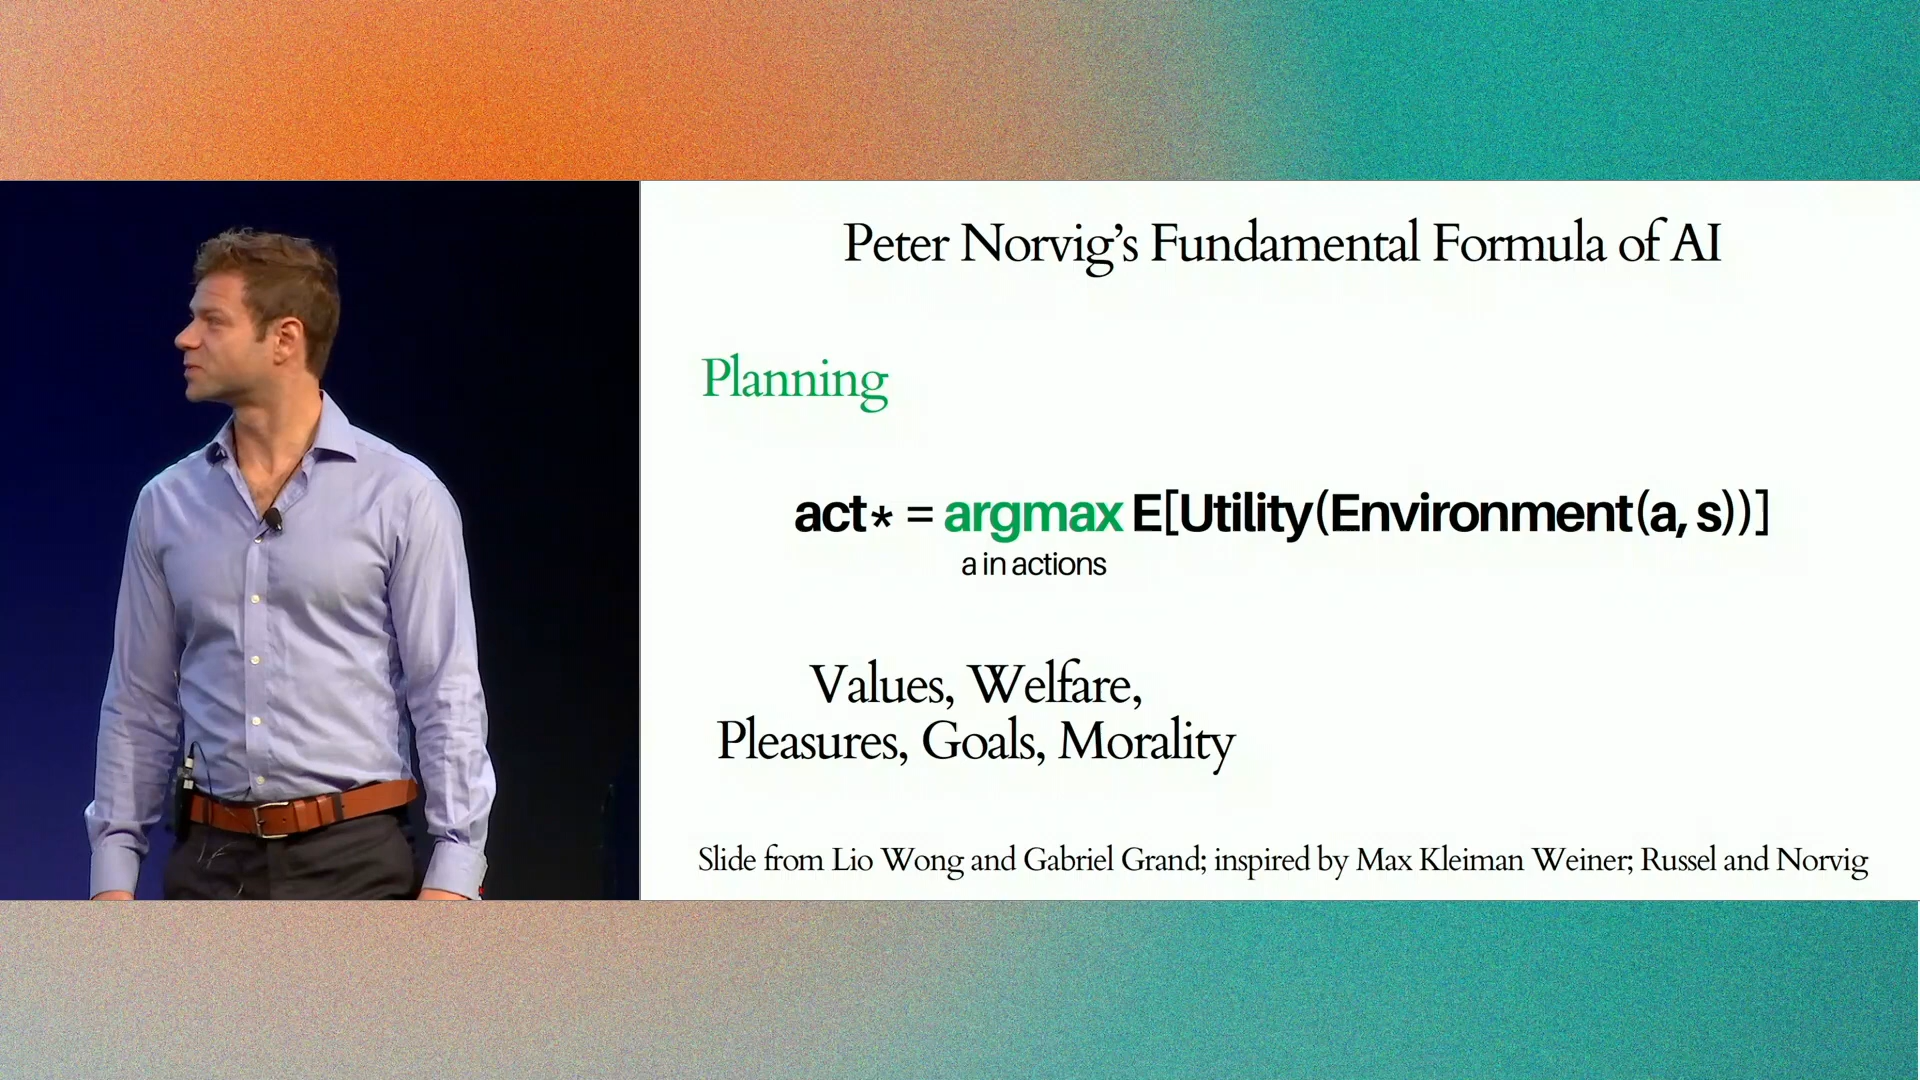 Peter Norvig’s Fundamental Formula of AI
Planning
act* = argmax E[Utility(Environment(a, s))]
a in actions
Values, Welfare,
Pleasures, Goals, Morality
Slide from Lio Wong and Gabriel Grand; inspired by Max Kleiman Weiner; Russel and Norvig